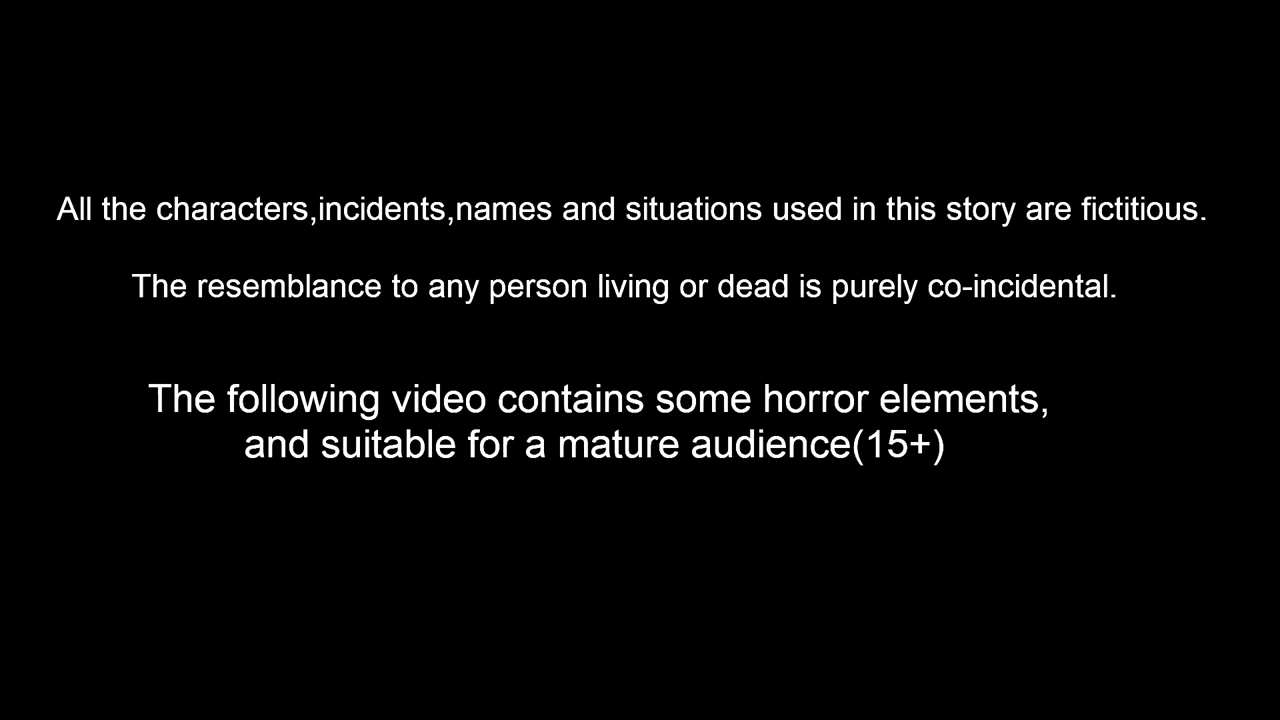 All the characters,incidents,names and situations used in this story are fictitious.
The resemblance to any person living or dead is purely co-incidental.
The following video contains some horror elements,
and suitable for a mature audience(15+)